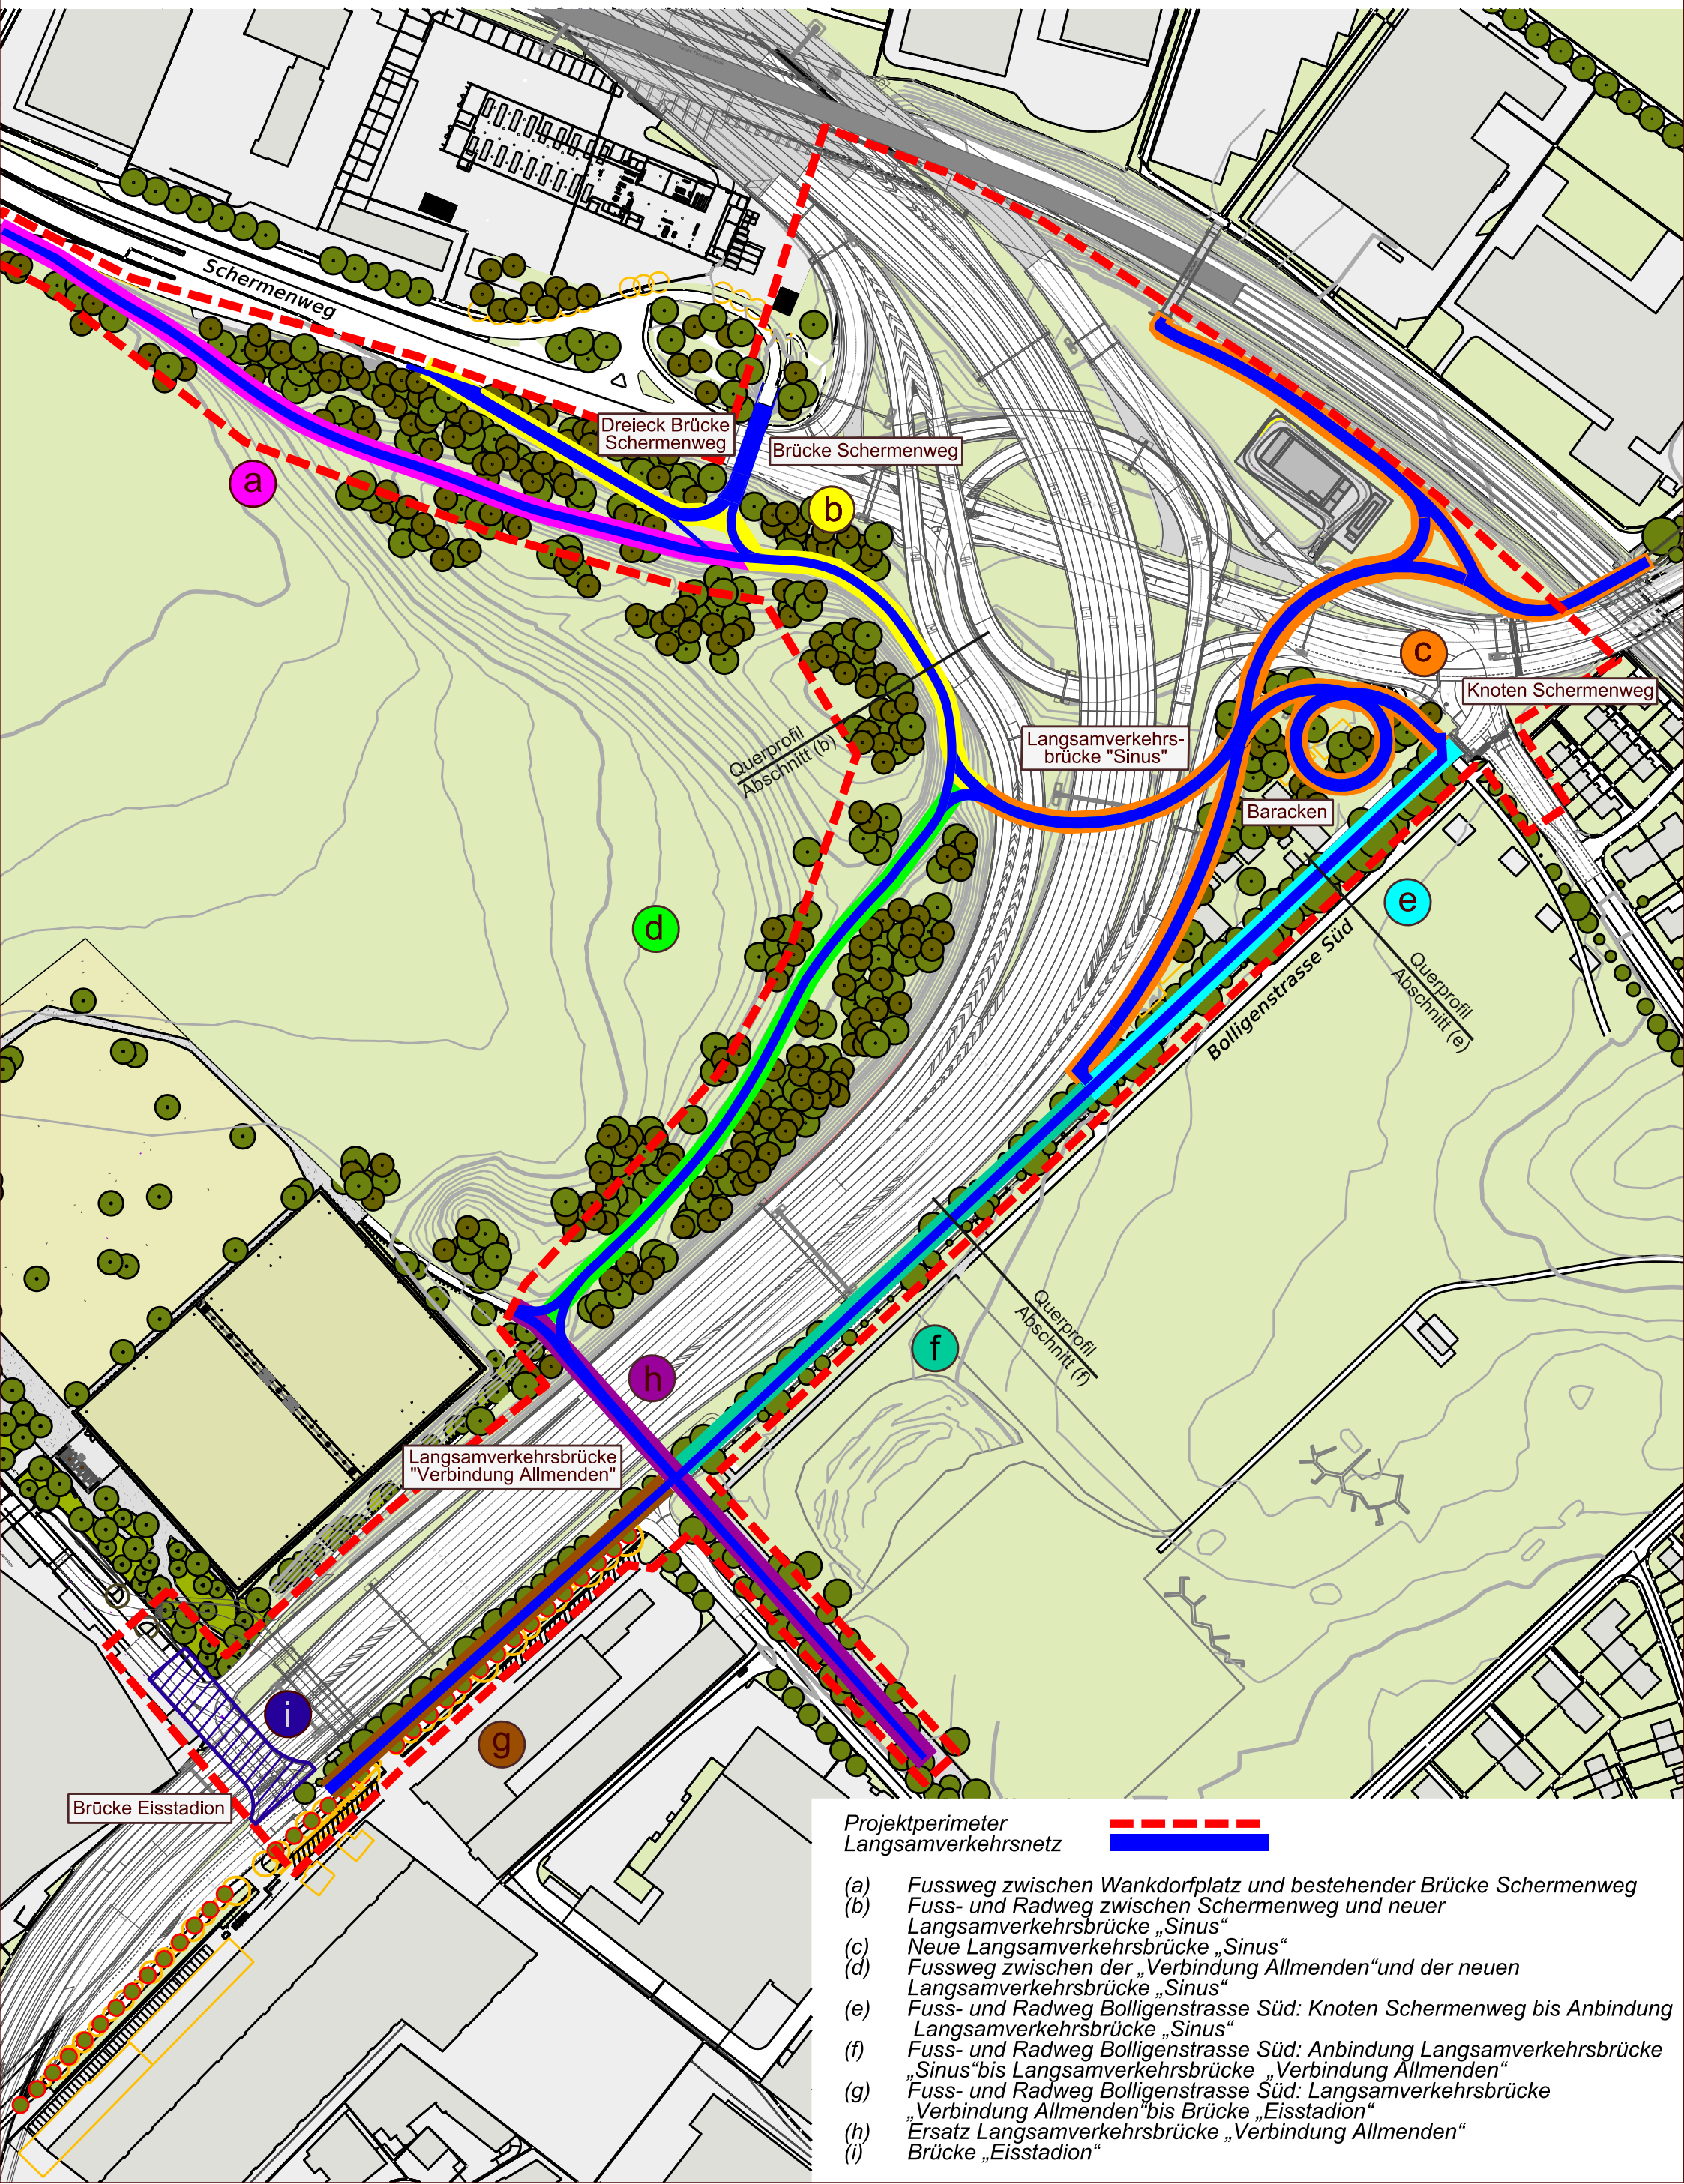 Schermenweg
Dreieck Brücke
Schermenweg
Brücke Schermenweg
a
b
c
Knoten Schermenweg
Querprofil
Abschnitt (b)
Langsamverkehrs-
brücke "Sinus"
Baracken
e
d
Querprofil
Abschnitt (e)
Bolligenstrasse Süd
Querprofil
Abschnitt (f)
f
h
Langsamverkehrsbrücke
"Verbindung Allmenden"
i
g
Brücke Eisstadion
Projektperimeter
Langsamverkehrsnetz
(a) Fussweg zwischen Wankdorfplatz und bestehender Brücke Schermenweg
(b) Fuss- und Radweg zwischen Schermenweg und neuer
Langsamverkehrsbrücke „Sinus“
(c) Neue Langsamverkehrsbrücke „Sinus“
(d) Fussweg zwischen der „Verbindung Allmenden“und der neuen
Langsamverkehrsbrücke „Sinus“
(e) Fuss- und Radweg Bolligenstrasse Süd: Knoten Schermenweg bis Anbindung
Langsamverkehrsbrücke „Sinus“
(f) Fuss- und Radweg Bolligenstrasse Süd: Anbindung Langsamverkehrsbrücke
„Sinus“bis Langsamverkehrsbrücke „Verbindung Allmenden“
(g) Fuss- und Radweg Bolligenstrasse Süd: Langsamverkehrsbrücke
„Verbindung Allmenden“bis Brücke „Eisstadion“
(h) Ersatz Langsamverkehrsbrücke „Verbindung Allmenden“
(i) Brücke „Eisstadion“